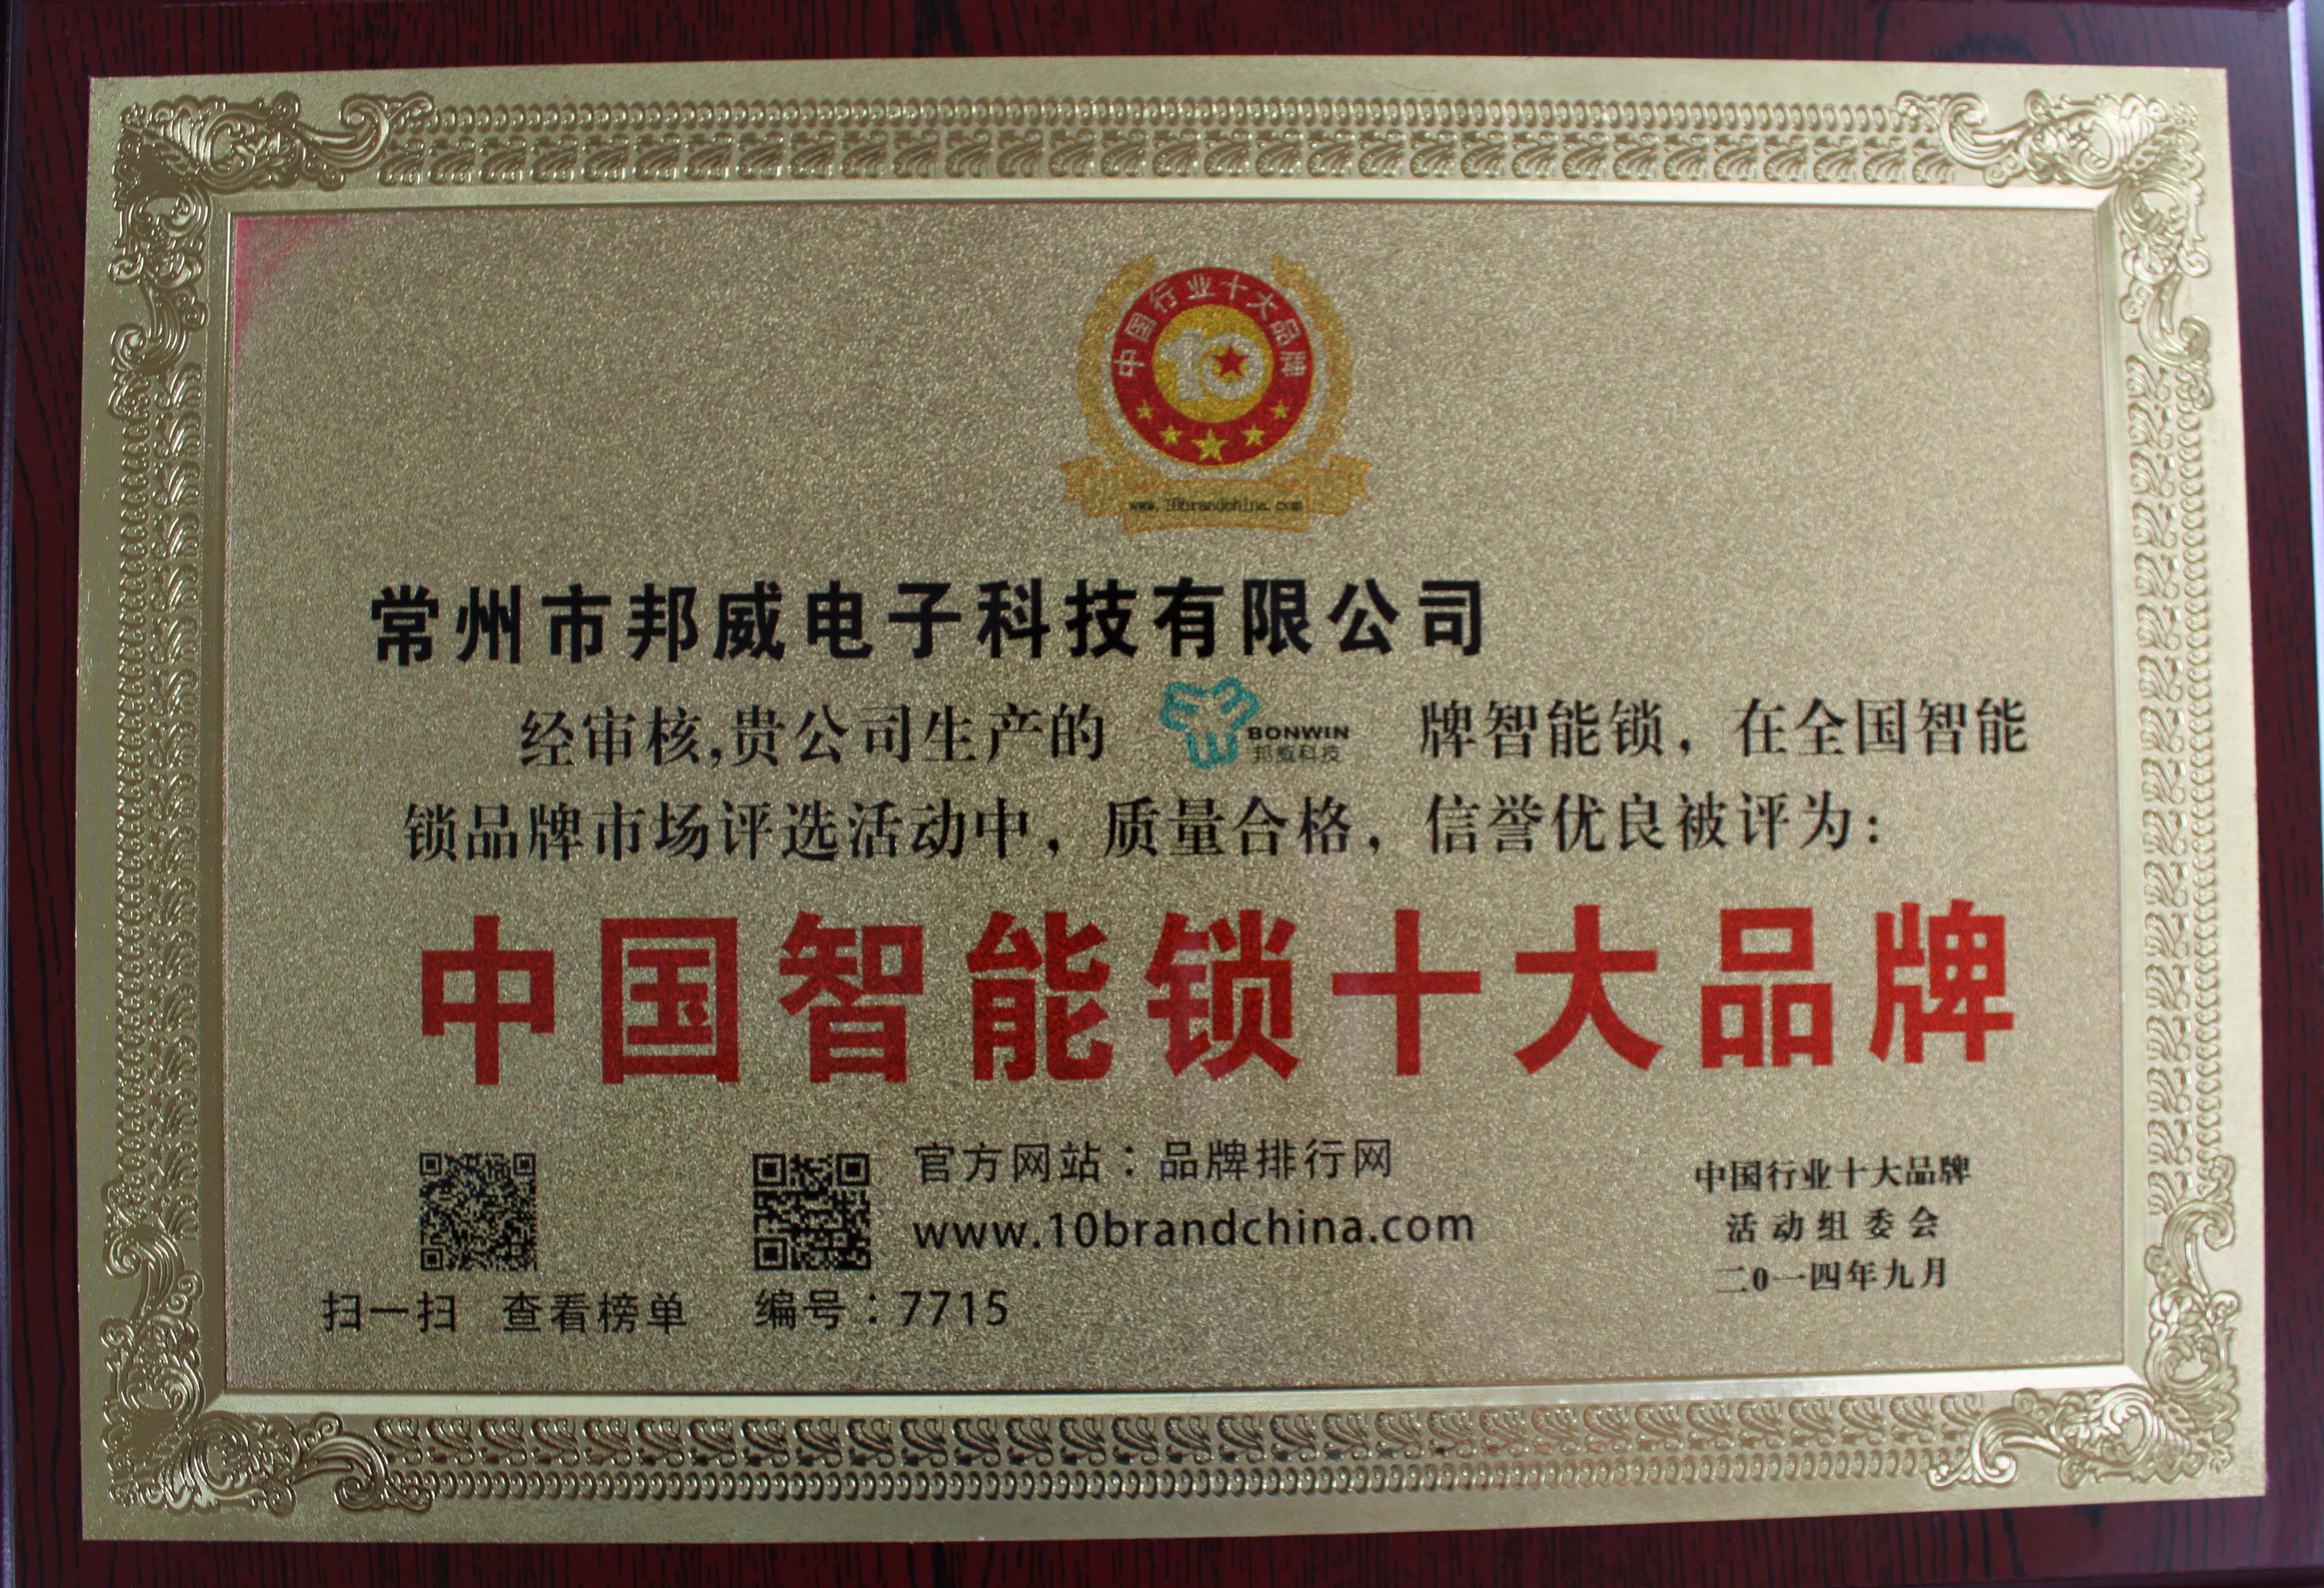 中国行业十大品牌
10
www.10brandchina.com
常州市邦威电子科技有限公司
经审核,贵公司生产的 BONWIN 邦威科技 牌智能锁，在全国智能
锁品牌市场评选活动中，质量合格，信誉优良被评为：
中国智能锁十大品牌
官方网站：品牌排行网
www.10brandchina.com
扫一扫 查看榜单 编号：7715
中国行业十大品牌
活动组委会
二0一四年九月